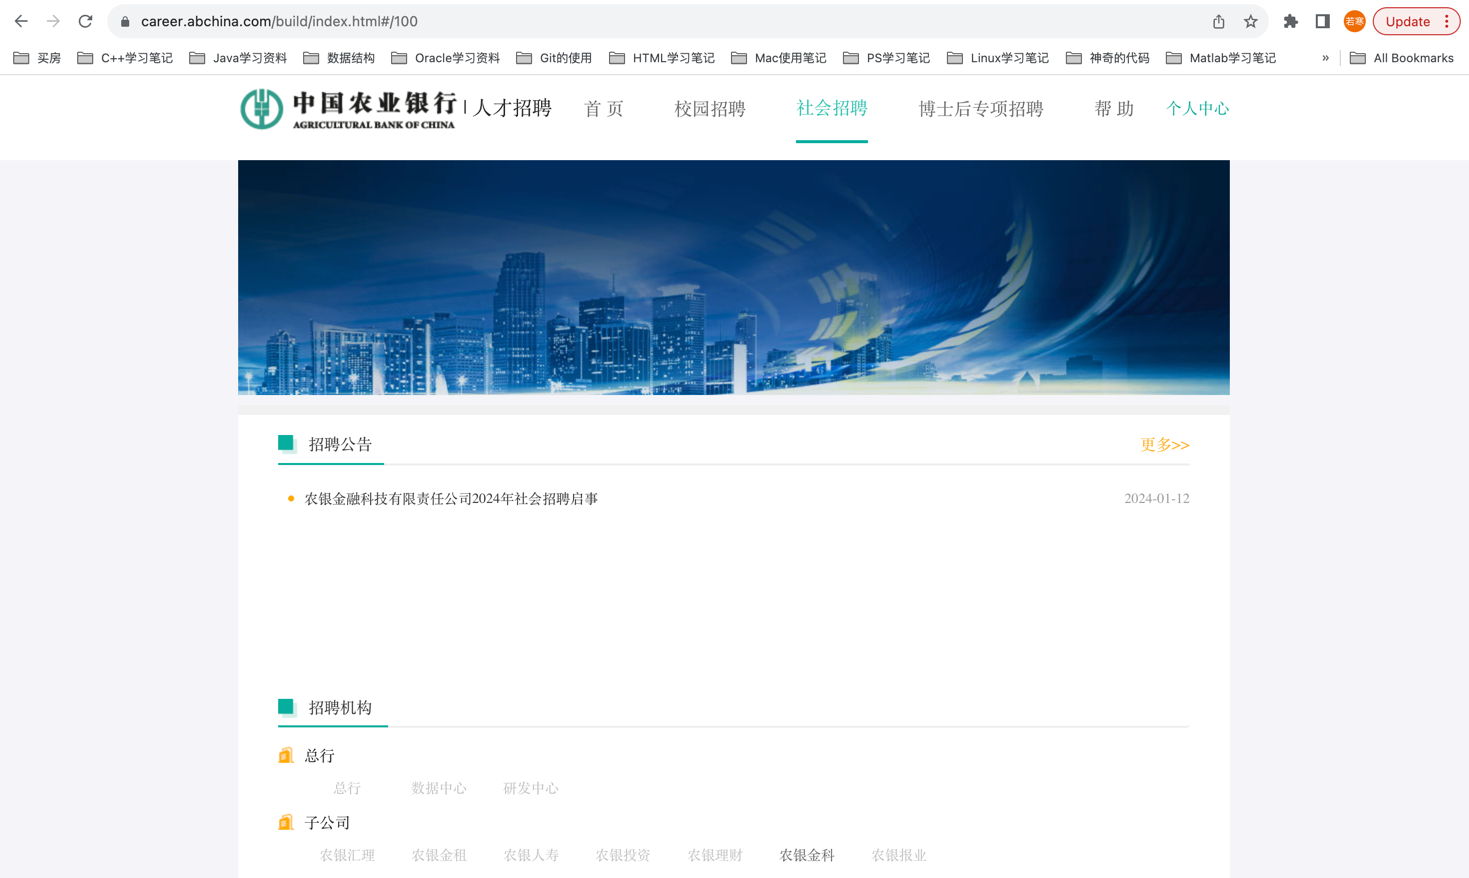 career.abchina.com/build/index.html#/100
若寒
Update
买房 C++学习笔记 Java学习资料 数据结构 Oracle学习资料 Git的使用 HTML学习笔记 Mac使用笔记 PS学习笔记 Linux学习笔记 神奇的代码 Matlab学习笔记 » All Bookmarks
中国农业银行 | 人才招聘 首 页 校园招聘 社会招聘 博士后专项招聘 帮 助 个人中心
AGRICULTURAL BANK OF CHINA
招聘公告 更多>>
农银金融科技有限责任公司2024年社会招聘启事 2024-01-12
招聘机构
总行
总行 数据中心 研发中心
子公司
农银汇理 农银金租 农银人寿 农银投资 农银理财 农银金科 农银报业